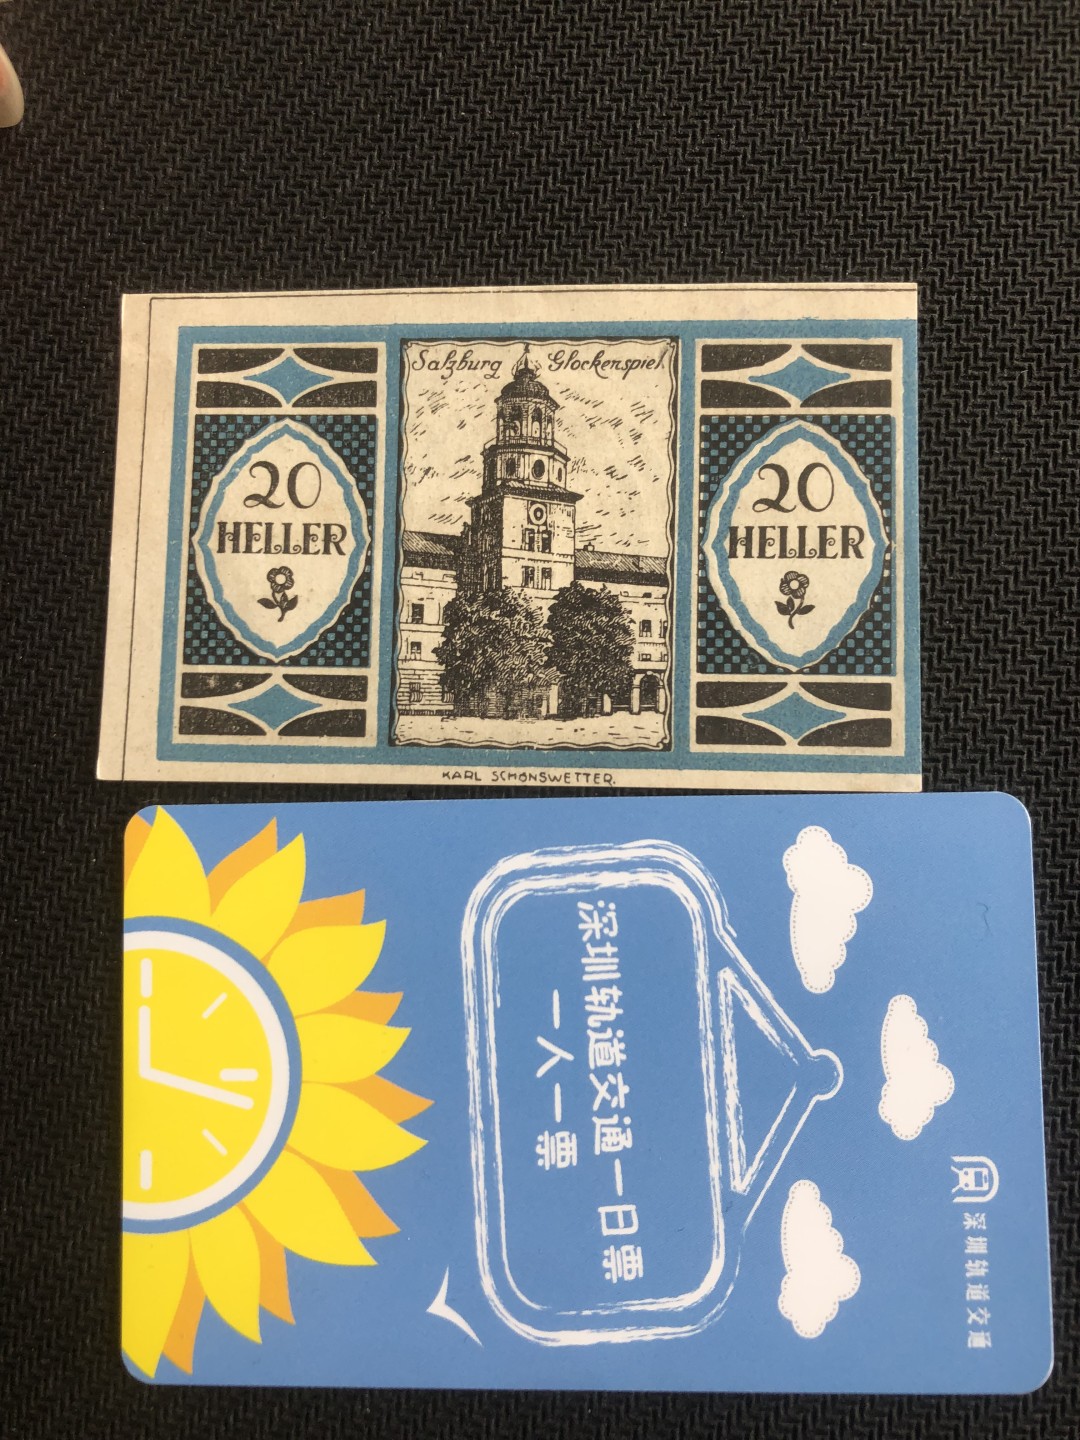 Salzburg Glockenspiel
20
HELLER
20
HELLER
KARL SCHÖNSWETTER.
深圳轨道交通一日票
一人一票
深圳轨道交通